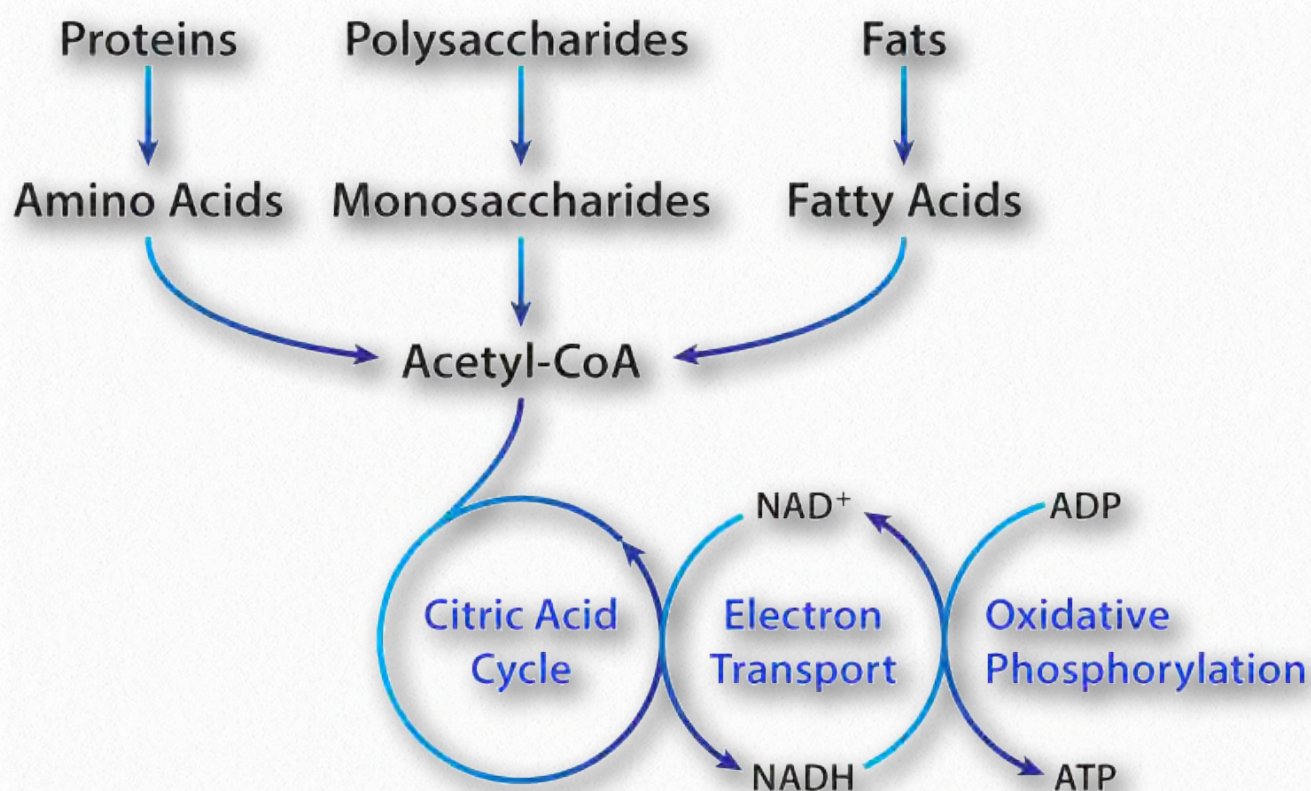 Proteins
Polysaccharides
Fats
Amino Acids
Monosaccharides
Fatty Acids
Acetyl-CoA
NAD⁺
ADP
Citric Acid
Cycle
Electron
Transport
Oxidative
Phosphorylation
NADH
ATP